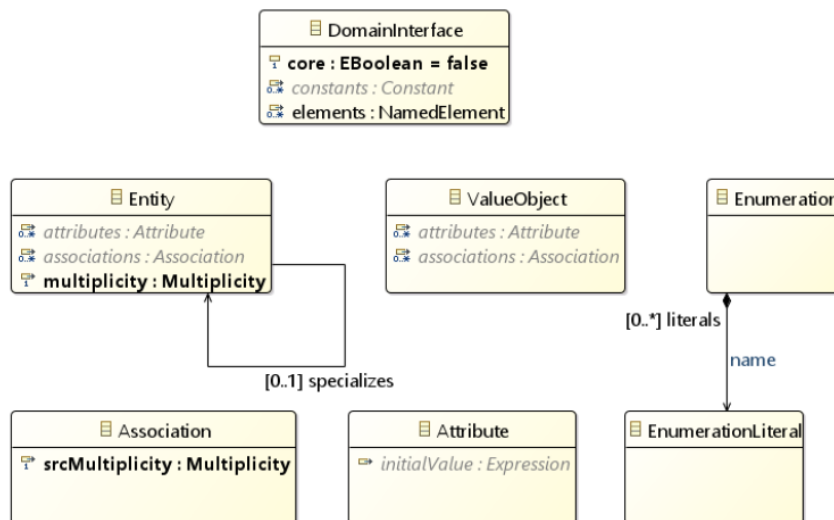 DomainInterface
core : EBoolean = false
constants : Constant
elements : NamedElement
Entity
attributes : Attribute
associations : Association
multiplicity : Multiplicity
ValueObject
attributes : Attribute
associations : Association
Enumeration
[0..*] literals
name
[0..1] specializes
Association
srcMultiplicity : Multiplicity
Attribute
initialValue : Expression
EnumerationLiteral